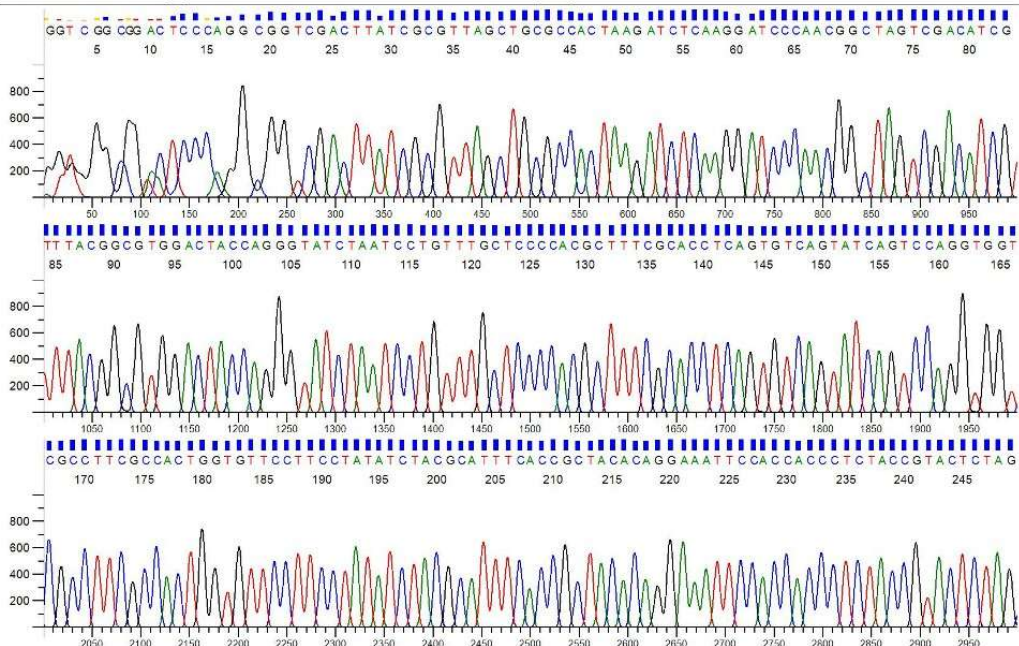 GGTCGGCGGACTCCCAGGCGGTCGACTTATCGCGTTAGCTGCGCCACTAAGATCTCAAGGATCCCAACGGCTAGTCGACATCG
5 10 15 20 25 30 35 40 45 50 55 60 65 70 75 80
800
600
400
200
50 100 150 200 250 300 350 400 450 500 550 600 650 700 750 800 850 900 950
TTTACGGCGTGGACTACCAGGGTATCTAATCCTGTTTGCTCCCCACGCTTTCGCACCTCAGTGTCAGTATCAGTCCAGGTGGT
85 90 95 100 105 110 115 120 125 130 135 140 145 150 155 160 165
800
600
400
200
1050 1100 1150 1200 1250 1300 1350 1400 1450 1500 1550 1600 1650 1700 1750 1800 1850 1900 1950
CGCCTTCGCCACTGGTGTTCCTTCCTATATCTACGCATTTCACCGCTACACAGGAAATTCCACCACCCTCTACCGTACTCTAG
170 175 180 185 190 195 200 205 210 215 220 225 230 235 240 245
800
600
400
200
2050 2100 2150 2200 2250 2300 2350 2400 2450 2500 2550 2600 2650 2700 2750 2800 2850 2900 2950